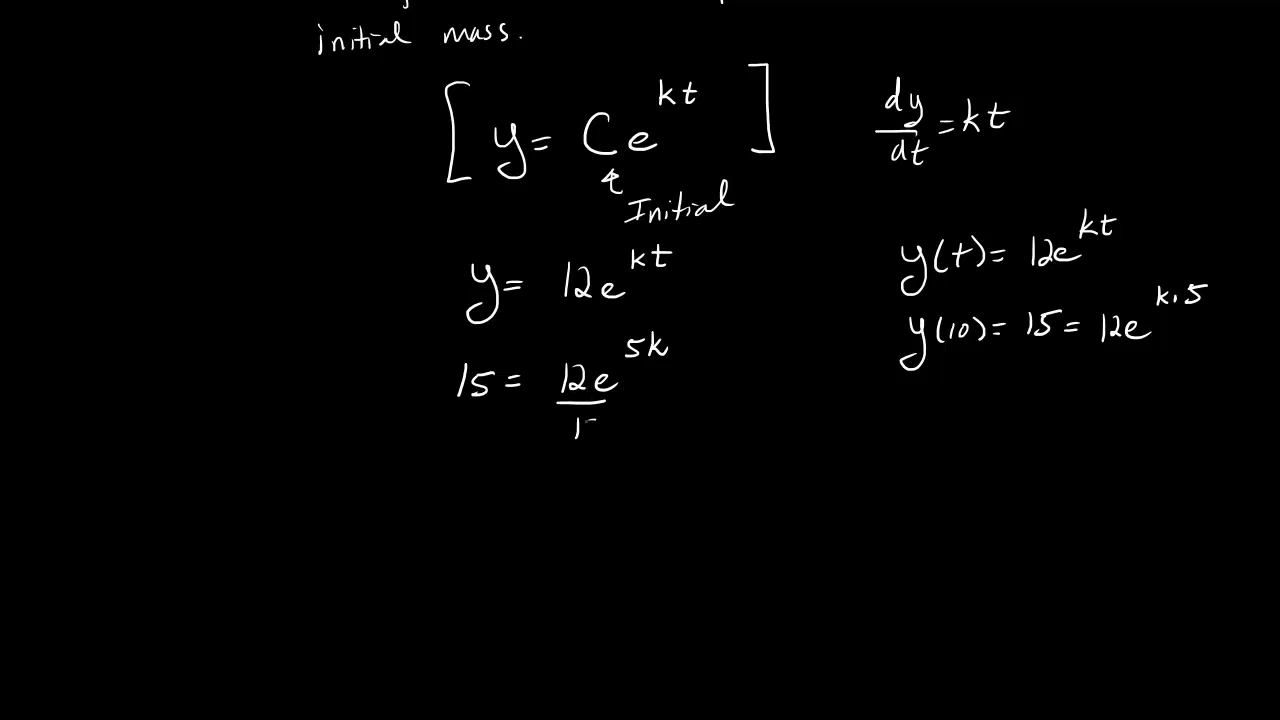 initial mass.
[ y = Ce^{kt} ]
Initial
y = 12e^{kt}
15 = 12e^{5k}
dy/dt = kt
y(t) = 12e^{kt}
y(10) = 15 = 12e^{k.5}